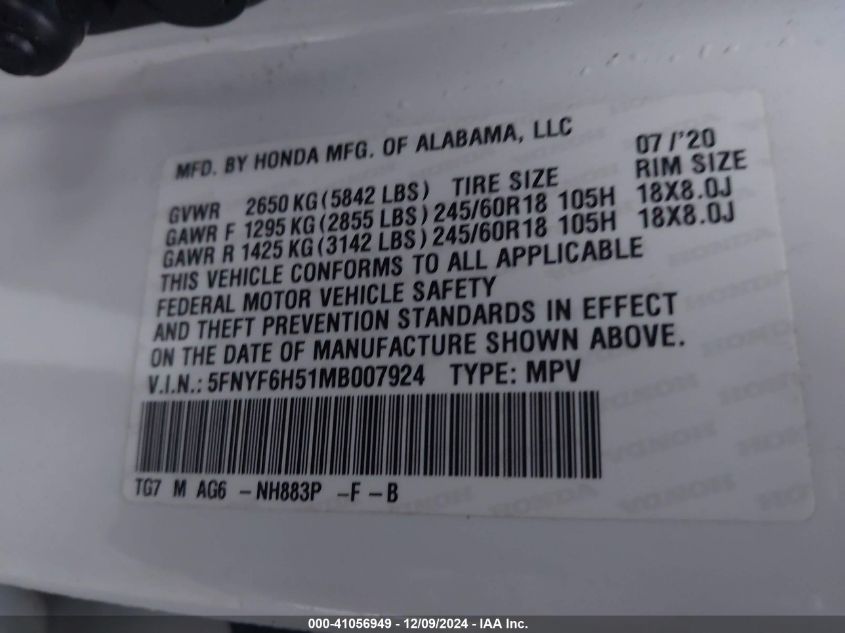 MFD. BY HONDA MFG. OF ALABAMA, LLC 07/'20
GVWR 2650 KG (5842 LBS) TIRE SIZE RIM SIZE
GAWR F 1295 KG (2855 LBS) 245/60R18 105H 18X8.0J
GAWR R 1425 KG (3142 LBS) 245/60R18 105H 18X8.0J
THIS VEHICLE CONFORMS TO ALL APPLICABLE
FEDERAL MOTOR VEHICLE SAFETY
AND THEFT PREVENTION STANDARDS IN EFFECT
ON THE DATE OF MANUFACTURE SHOWN ABOVE.
V.I.N.: 5FNYF6H51MB007924 TYPE: MPV
TG7 M AG6 -NH883P -F -B
000-41056949 - 12/09/2024 - IAA Inc.